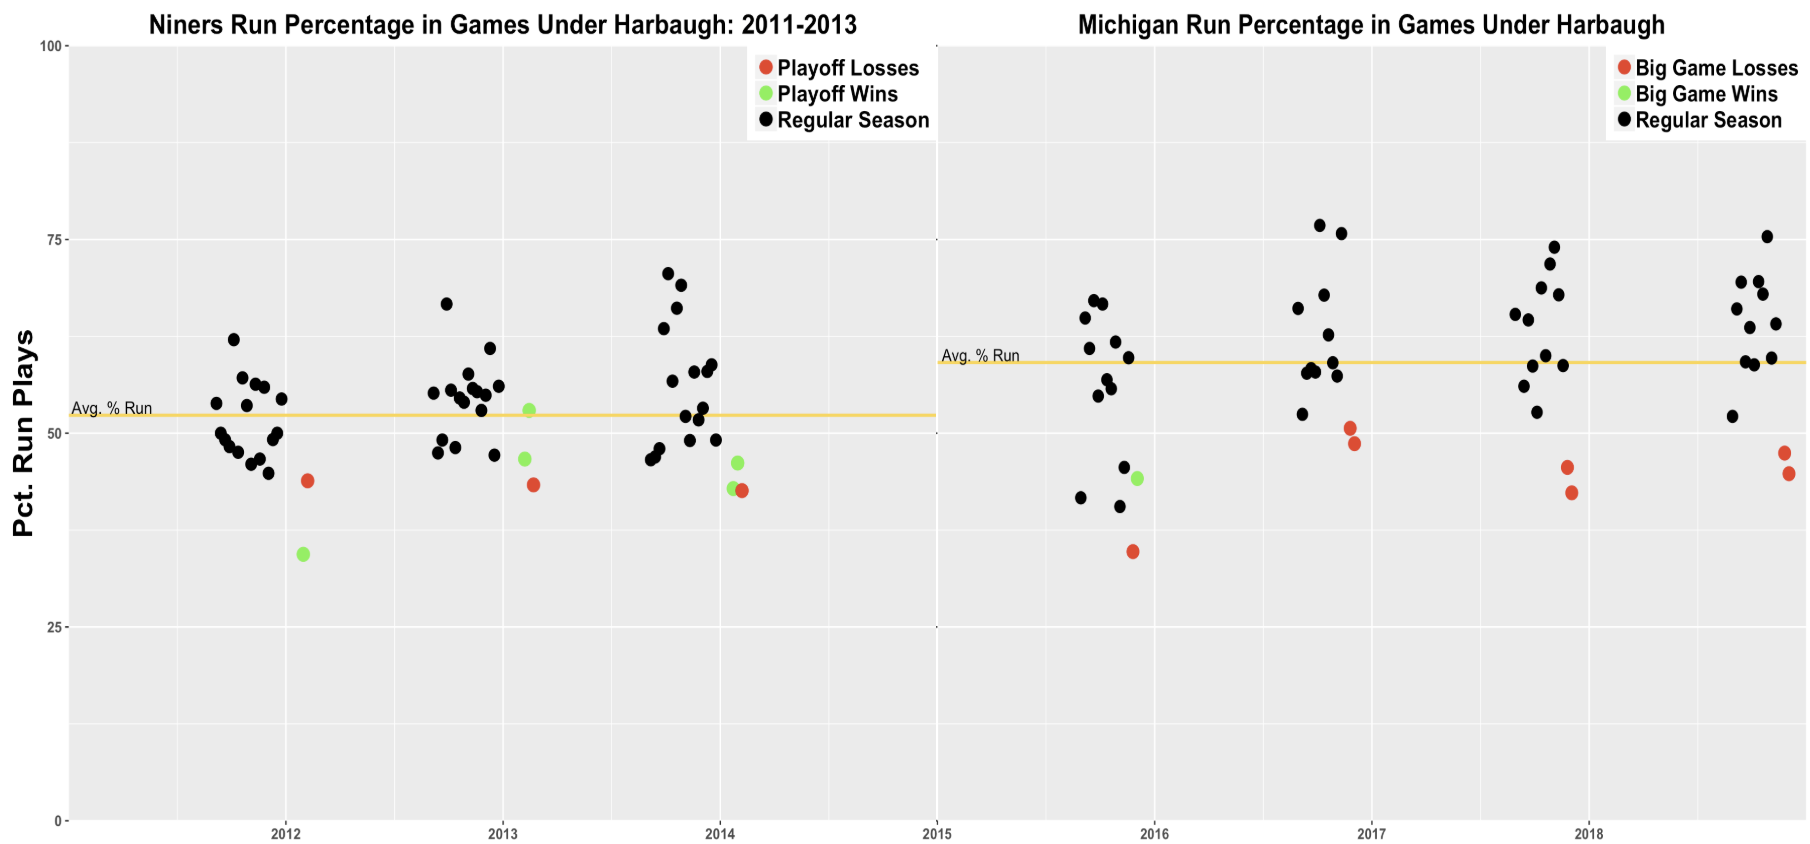 Niners Run Percentage in Games Under Harbaugh: 2011-2013
Michigan Run Percentage in Games Under Harbaugh
Playoff Losses
Playoff Wins
Regular Season
Big Game Losses
Big Game Wins
Regular Season
Pct. Run Plays
100
75
50
25
0
Avg. % Run
Avg. % Run
2012
2013
2014
2015
2016
2017
2018